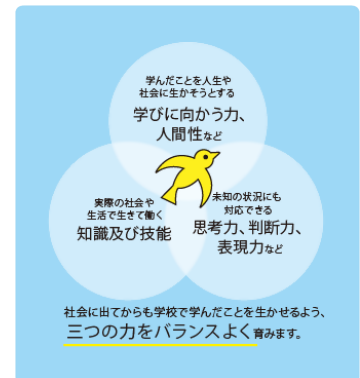 学んだことを人生や
社会に生かそうとする
学びに向かう力、
人間性など
実際の社会や
生活で生きて働く
知識及び技能
未知の状況にも
対応できる
思考力、判断力、
表現力など
社会に出てからも学校で学んだことを生かせるよう、
三つの力をバランスよく育みます。